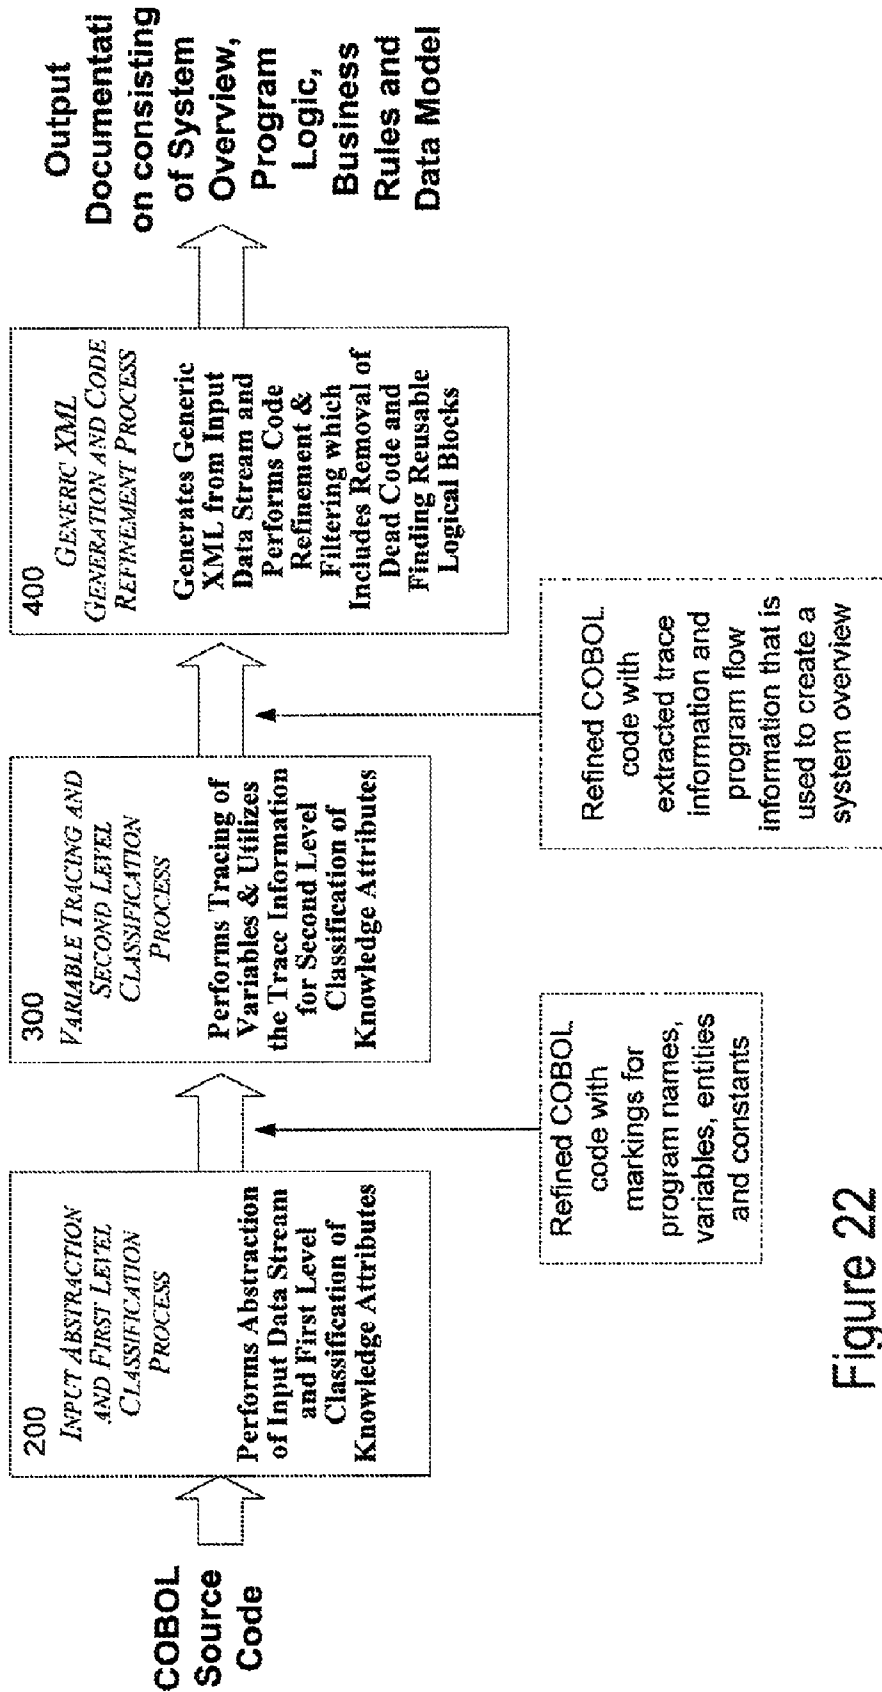 COBOL
Source
Code
200
INPUT ABSTRACTION
AND FIRST LEVEL
CLASSIFICATION
PROCESS
Performs Abstraction
of Input Data Stream
and First Level
Classification of
Knowledge Attributes
Refined COBOL
code with
markings for
program names,
variables, entities
and constants
300
VARIABLE TRACING AND
SECOND LEVEL
CLASSIFICATION
PROCESS
Performs Tracing of
Variables & Utilizes
the Trace Information
for Second Level
Classification of
Knowledge Attributes
Refined COBOL
code with
extracted trace
information and
program flow
information that is
used to create a
system overview
400
GENERIC XML
GENERATION AND CODE
REFINEMENT PROCESS
Generates Generic
XML from Input
Data Stream and
Performs Code
Refinement &
Filtering which
Includes Removal of
Dead Code and
Finding Reusable
Logical Blocks
Output
Documentati
on consisting
of System
Overview,
Program
Logic,
Business
Rules and
Data Model
Figure 22